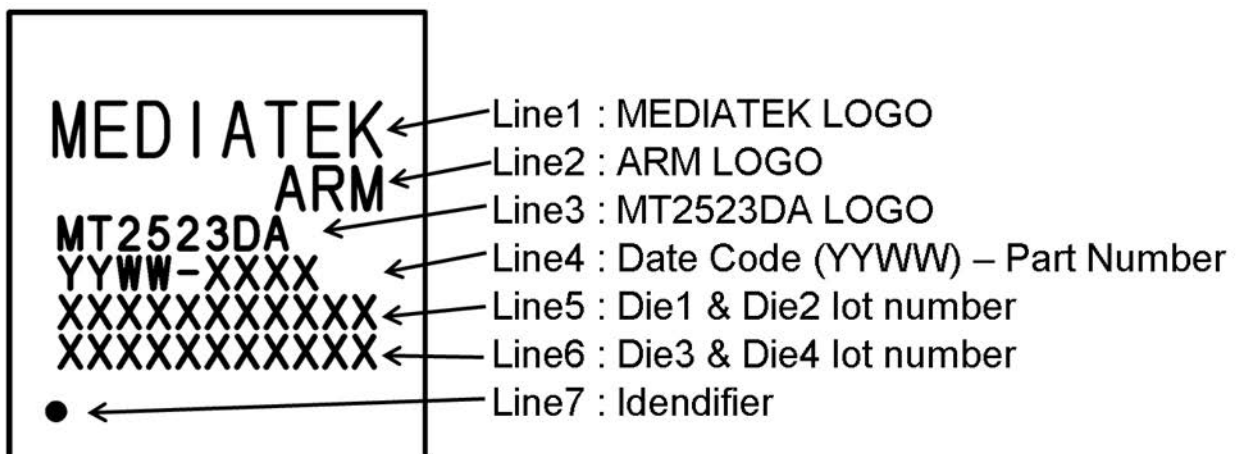 MEDIATEK
ARM
MT2523DA
YYWW-XXXX
XXXXXXXXXXX
XXXXXXXXXXX
Line1 : MEDIATEK LOGO
Line2 : ARM LOGO
Line3 : MT2523DA LOGO
Line4 : Date Code (YYWW) – Part Number
Line5 : Die1 & Die2 lot number
Line6 : Die3 & Die4 lot number
Line7 : Idendifier